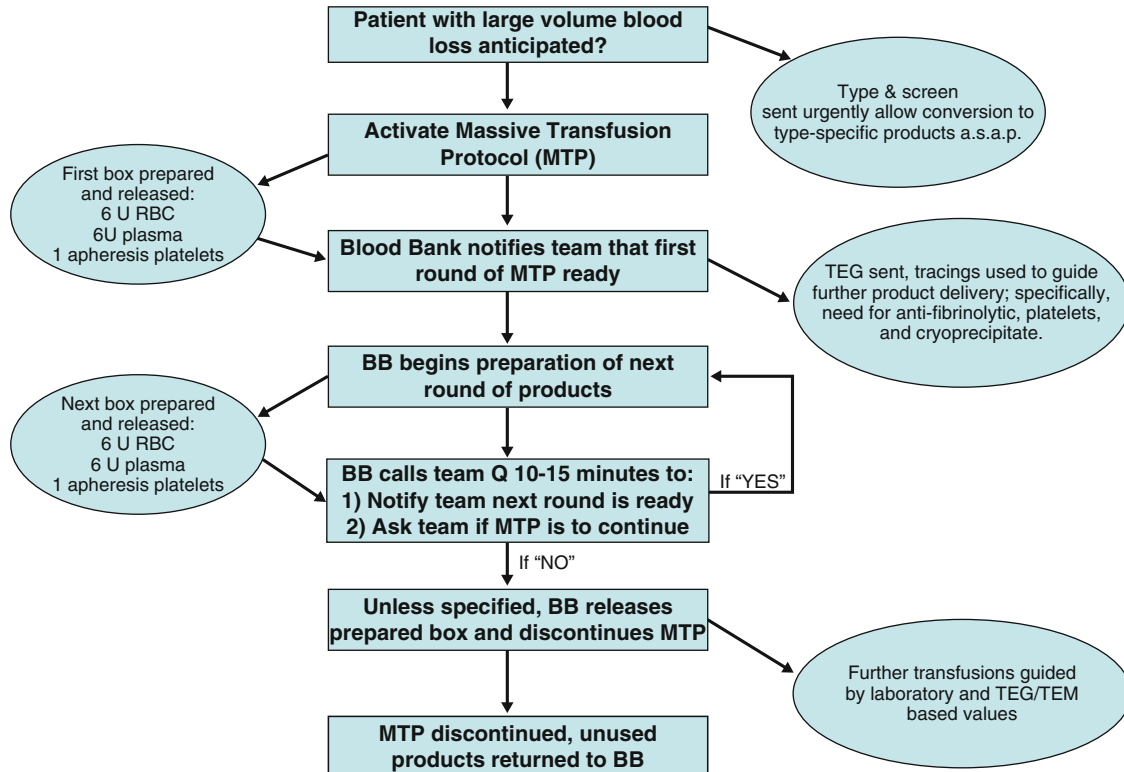 Patient with large volume blood
loss anticipated?
Type & screen
sent urgently allow conversion to
type-specific products a.s.a.p.
Activate Massive Transfusion
Protocol (MTP)
First box prepared
and released:
6 U RBC
6U plasma
1 apheresis platelets
Blood Bank notifies team that first
round of MTP ready
TEG sent, tracings used to guide
further product delivery; specifically,
need for anti-fibrinolytic, platelets,
and cryoprecipitate.
BB begins preparation of next
round of products
Next box prepared
and released:
6 U RBC
6 U plasma
1 apheresis platelets
BB calls team Q 10-15 minutes to:
1) Notify team next round is ready
2) Ask team if MTP is to continue
If “YES”
If “NO”
Unless specified, BB releases
prepared box and discontinues MTP
Further transfusions guided
by laboratory and TEG/TEM
based values
MTP discontinued, unused
products returned to BB